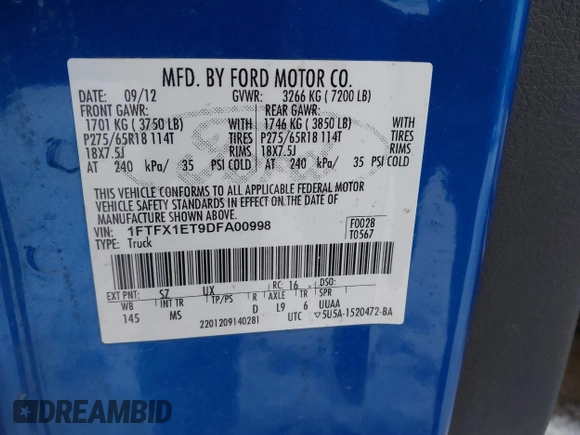 MFD. BY FORD MOTOR CO.
DATE: 09/12 GVWR: 3266 KG ( 7200 LB)
FRONT GAWR: REAR GAWR:
1701 KG ( 3750 LB) WITH 1746 KG ( 3850 LB) WITH
P275/65R18 114T TIRES P275/65R18 114T TIRES
18X7.5J RIMS 18X7.5J RIMS
AT 240 kPa/ 35 PSI COLD AT 240 kPa/ 35 PSI COLD
THIS VEHICLE CONFORMS TO ALL APPLICABLE FEDERAL MOTOR
VEHICLE SAFETY STANDARDS IN EFFECT ON THE DATE OF
MANUFACTURE SHOWN ABOVE.
VIN: 1FTFX1ET9DFA00998 F0028
TYPE: Truck T0567
EXT PNT: SZ UX RC: 16 DSO:
WB INT TR TP/PS R AXLE TR SPR
145 MS D L9 6 UUAA
2201209140281 UTC ▽5U5A-1520472-BA
DREAMBID